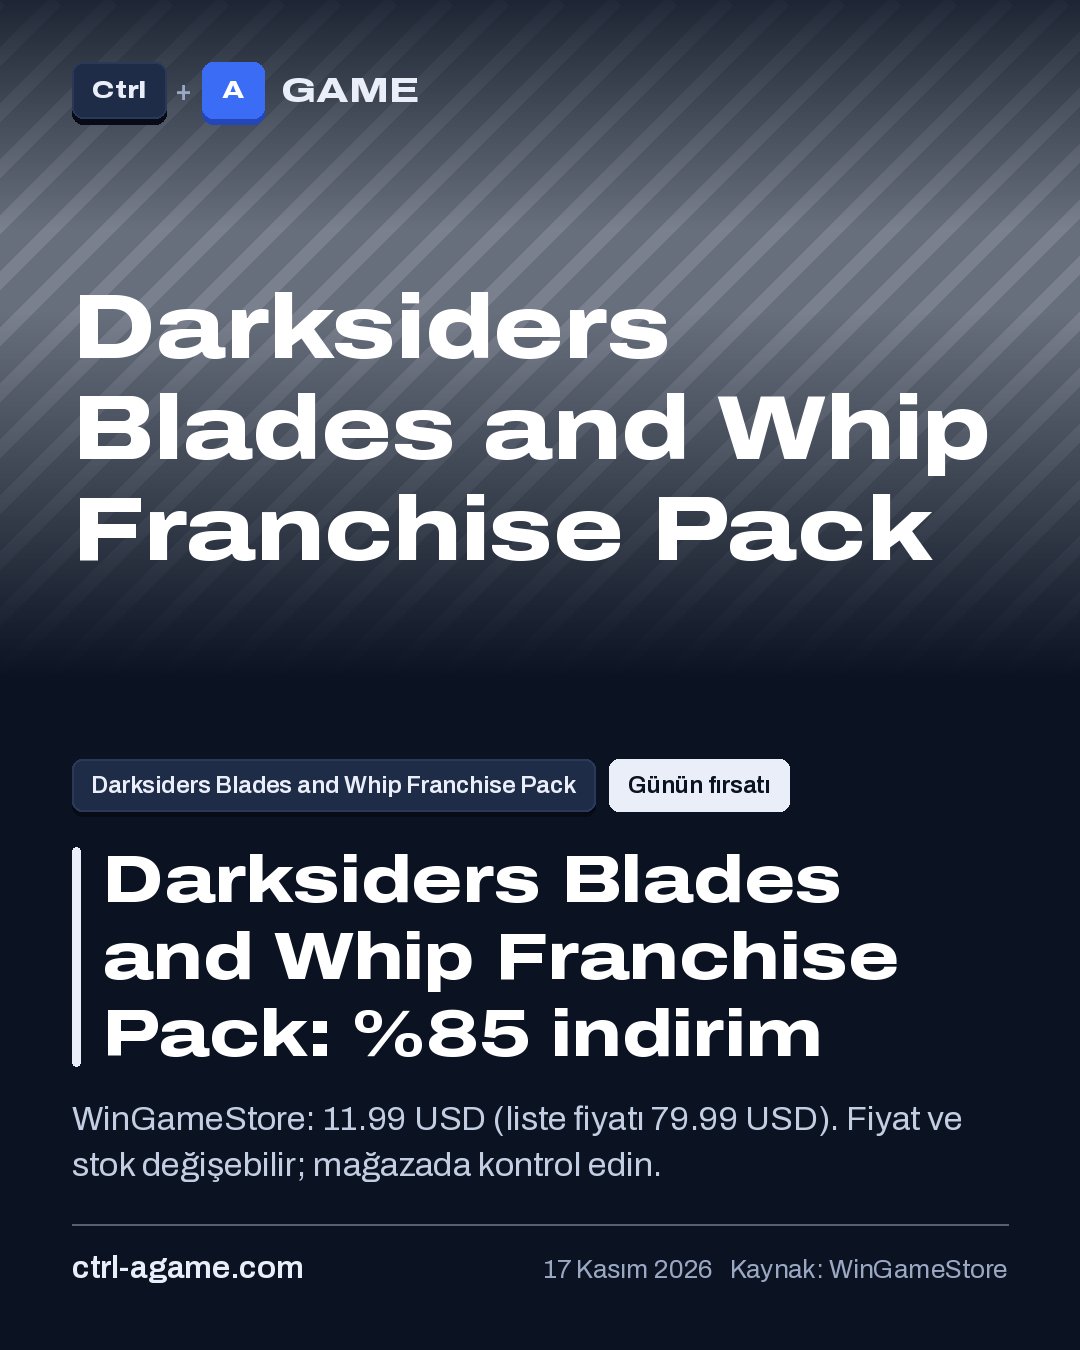 Ctrl + A GAME
Darksiders
Blades and Whip
Franchise Pack
Darksiders Blades and Whip Franchise Pack Günün fırsatı
Darksiders Blades
and Whip Franchise
Pack: %85 indirim
WinGameStore: 11.99 USD (liste fiyatı 79.99 USD). Fiyat ve
stok değişebilir; mağazada kontrol edin.
ctrl-agame.com 17 Kasım 2026 Kaynak: WinGameStore